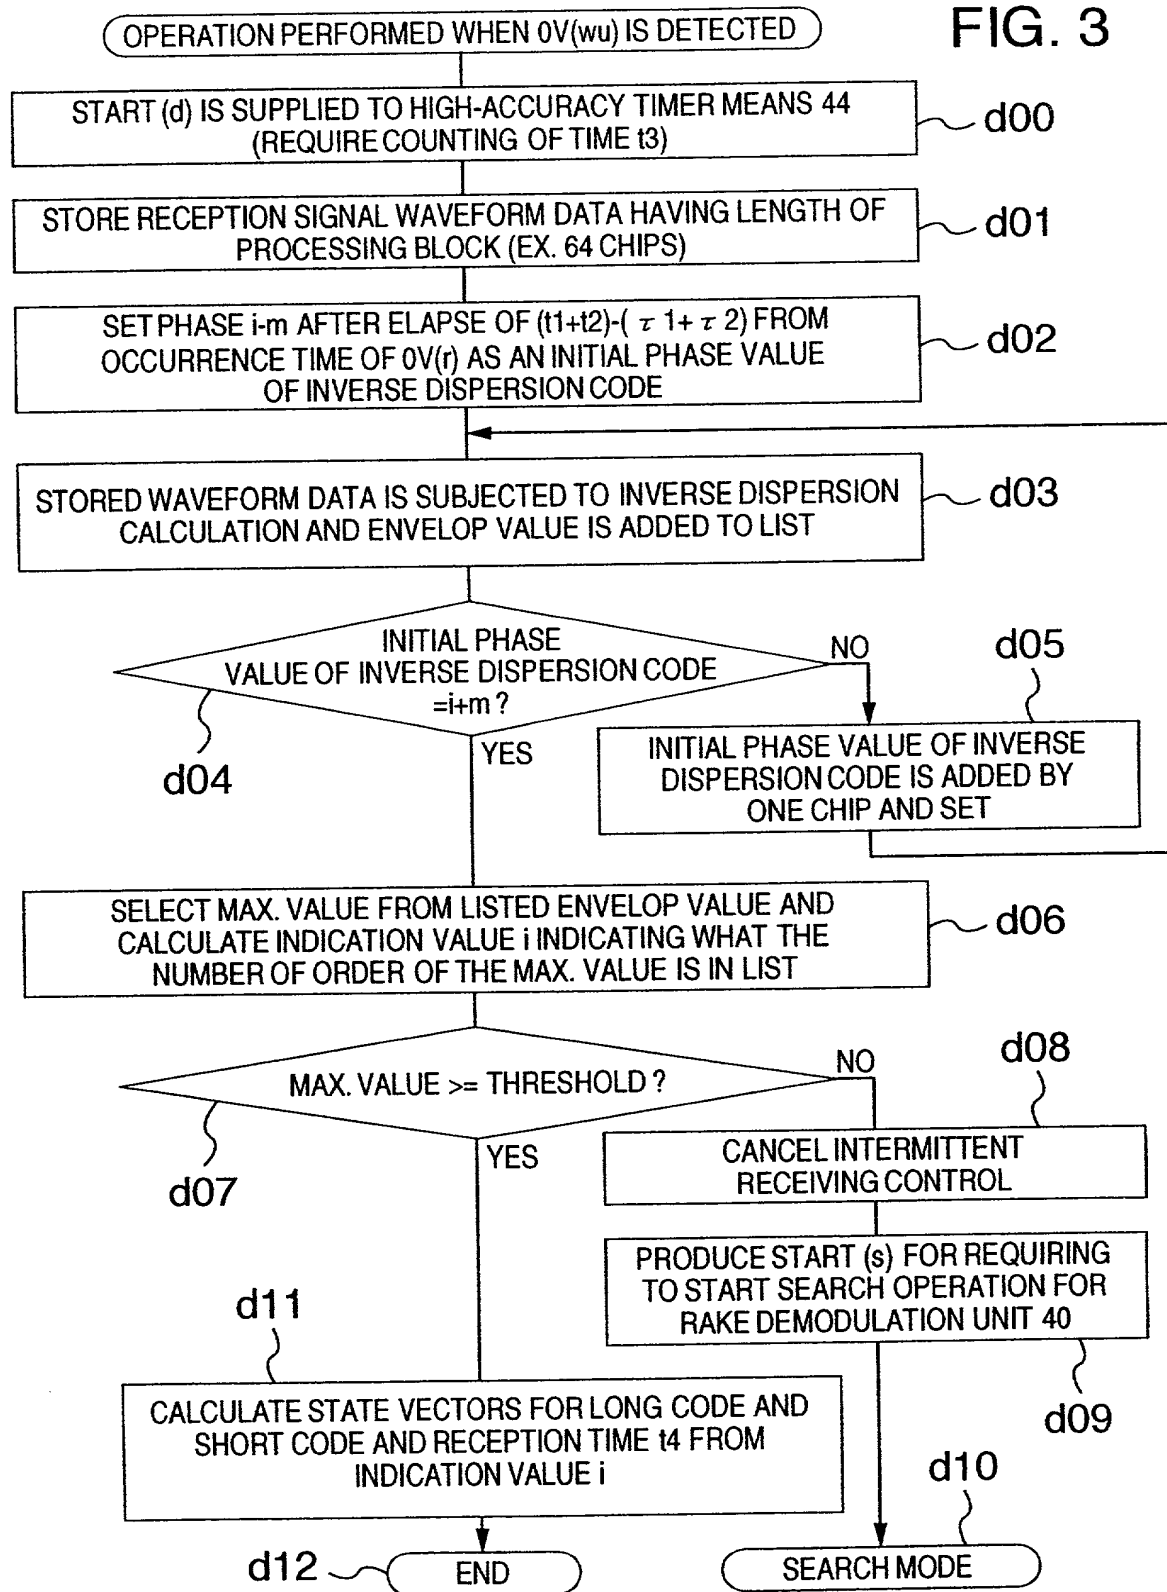 FIG. 3
OPERATION PERFORMED WHEN 0V(wu) IS DETECTED
START (d) IS SUPPLIED TO HIGH-ACCURACY TIMER MEANS 44
(REQUIRE COUNTING OF TIME t3)
d00
STORE RECEPTION SIGNAL WAVEFORM DATA HAVING LENGTH OF
PROCESSING BLOCK (EX. 64 CHIPS)
d01
SET PHASE i-m AFTER ELAPSE OF (t1+t2)-( τ 1+ τ 2) FROM
OCCURRENCE TIME OF 0V(r) AS AN INITIAL PHASE VALUE
OF INVERSE DISPERSION CODE
d02
STORED WAVEFORM DATA IS SUBJECTED TO INVERSE DISPERSION
CALCULATION AND ENVELOP VALUE IS ADDED TO LIST
d03
INITIAL PHASE
VALUE OF INVERSE DISPERSION CODE
=i+m ?
NO
YES
d04
d05
INITIAL PHASE VALUE OF INVERSE
DISPERSION CODE IS ADDED BY
ONE CHIP AND SET
SELECT MAX. VALUE FROM LISTED ENVELOP VALUE AND
CALCULATE INDICATION VALUE i INDICATING WHAT THE
NUMBER OF ORDER OF THE MAX. VALUE IS IN LIST
d06
MAX. VALUE >= THRESHOLD ?
NO
YES
d07
d08
CANCEL INTERMITTENT
RECEIVING CONTROL
PRODUCE START (s) FOR REQUIRING
TO START SEARCH OPERATION FOR
RAKE DEMODULATION UNIT 40
d09
d11
CALCULATE STATE VECTORS FOR LONG CODE AND
SHORT CODE AND RECEPTION TIME t4 FROM
INDICATION VALUE i
d10
d12
END
SEARCH MODE